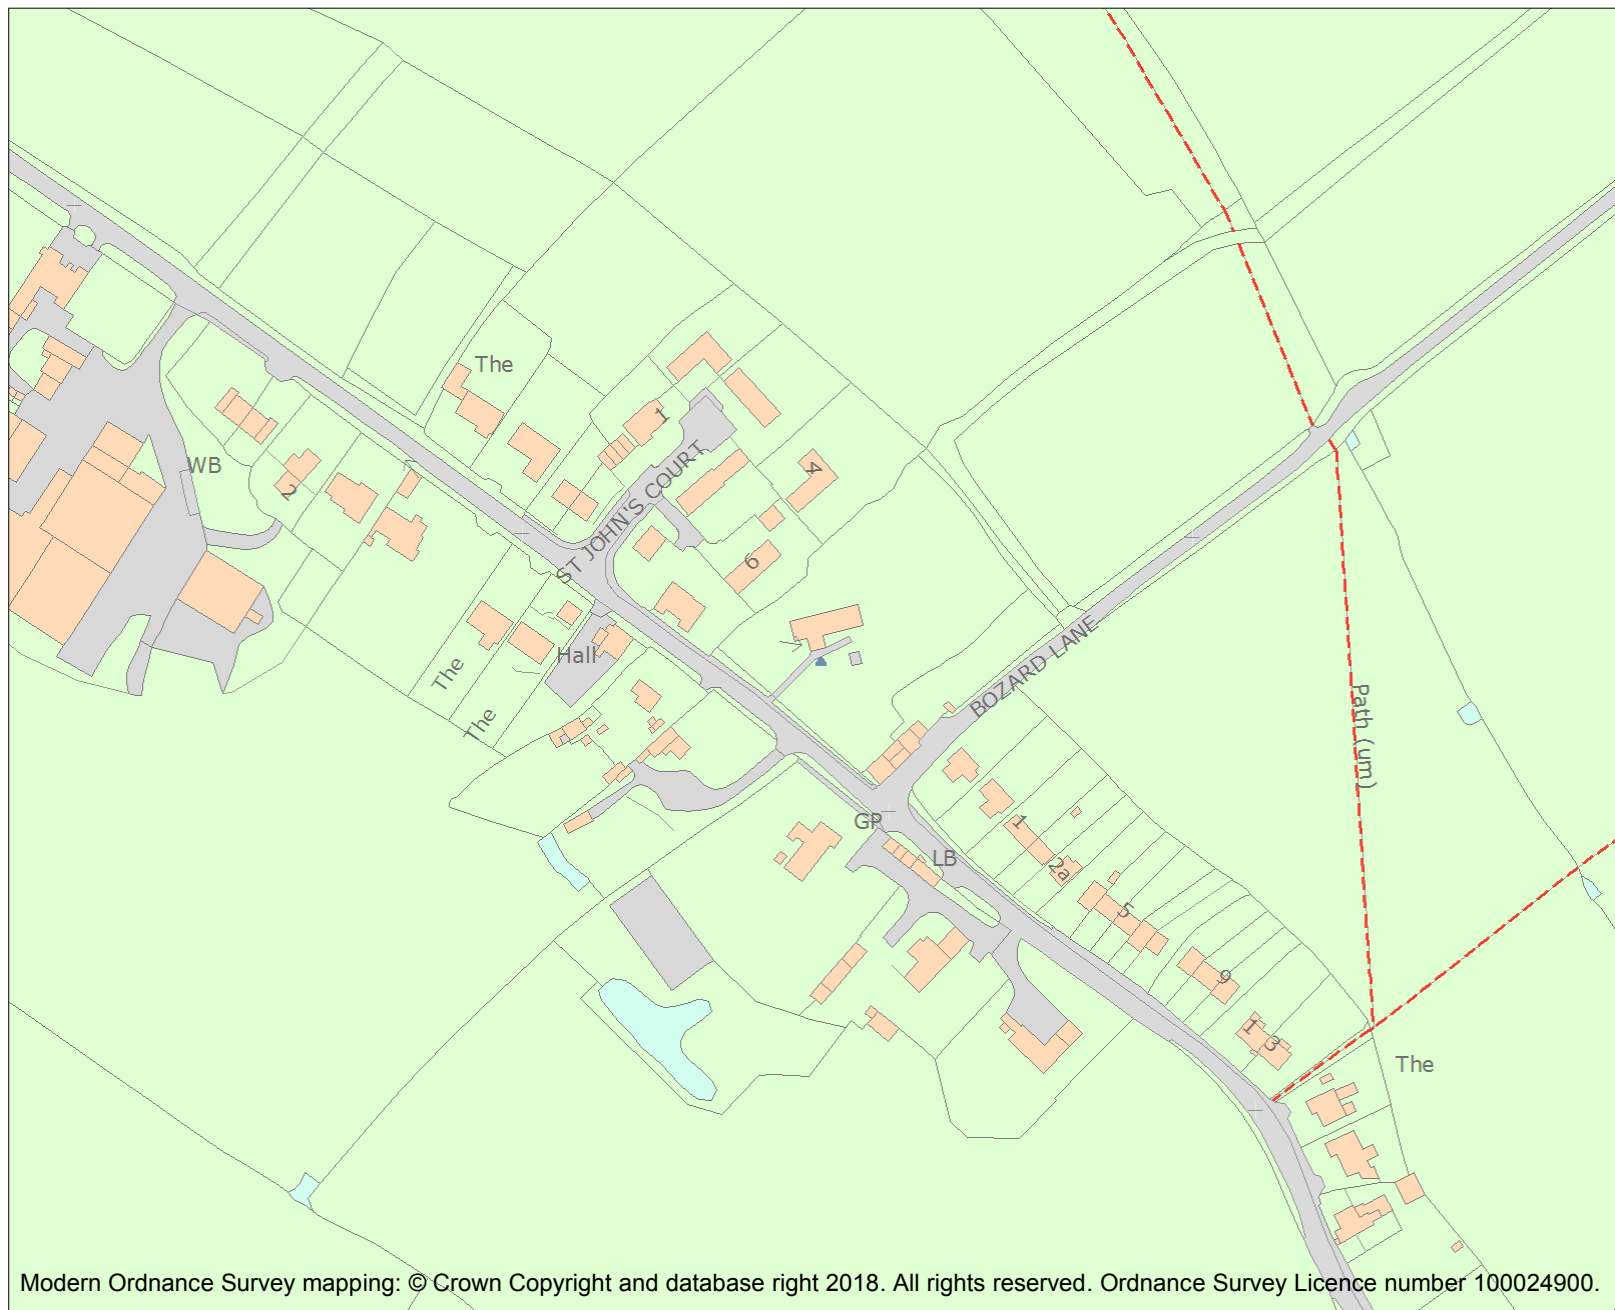 The
1
WB
2
4
ST JOHN'S COURT
6
Hall
The
The
BOZARD LANE
Path (um)
GP
LB
1
2a
5
9
1
3
The
Modern Ordnance Survey mapping: © Crown Copyright and database right 2018. All rights reserved. Ordnance Survey Licence number 100024900.